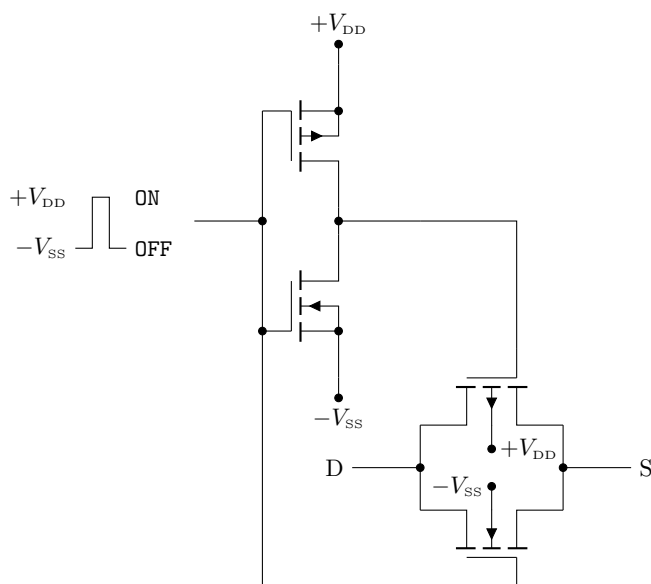 +V_DD
+V_DD ON
−V_SS OFF
−V_SS
+V_DD
D S
−V_SS